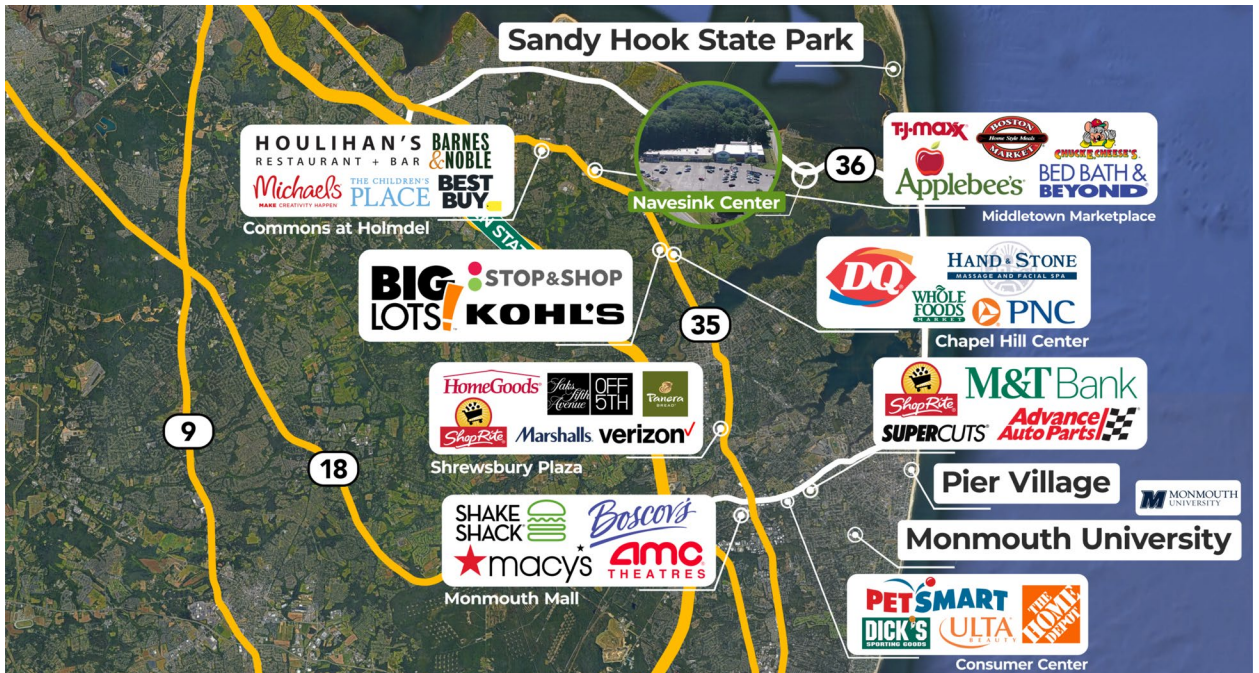 Sandy Hook State Park
HOULIHAN'S
RESTAURANT + BAR
BARNES
&NOBLE
Michaels
MAKE CREATIVITY HAPPEN
THE CHILDREN'S
PLACE
BEST
BUY
Commons at Holmdel
Navesink Center
36
T·J·maxx
BOSTON
Home Style Meals
MARKET
CHUCK E. CHEESE'S
Applebee's
BED BATH &
BEYOND
Middletown Marketplace
N STAT
BIG
LOTS!
STOP&SHOP
KOHL'S
35
DQ
HAND & STONE
MASSAGE AND FACIAL SPA
WHOLE
FOODS
MARKET
PNC
Chapel Hill Center
HomeGoods
Saks
fifth
Avenue
OFF
5TH
Panera
BREAD
ShopRite
Marshalls
verizon
Shrewsbury Plaza
ShopRite
M&T Bank
SUPERCUTS
Advance
Auto Parts
9
18
Pier Village
MONMOUTH
UNIVERSITY
Monmouth University
SHAKE
SHACK
Boscov's
macy's
amc
THEATRES
Monmouth Mall
PETSMART
DICK'S
SPORTING GOODS
ULTA
BEAUTY
THE
HOME
DEPOT
Consumer Center